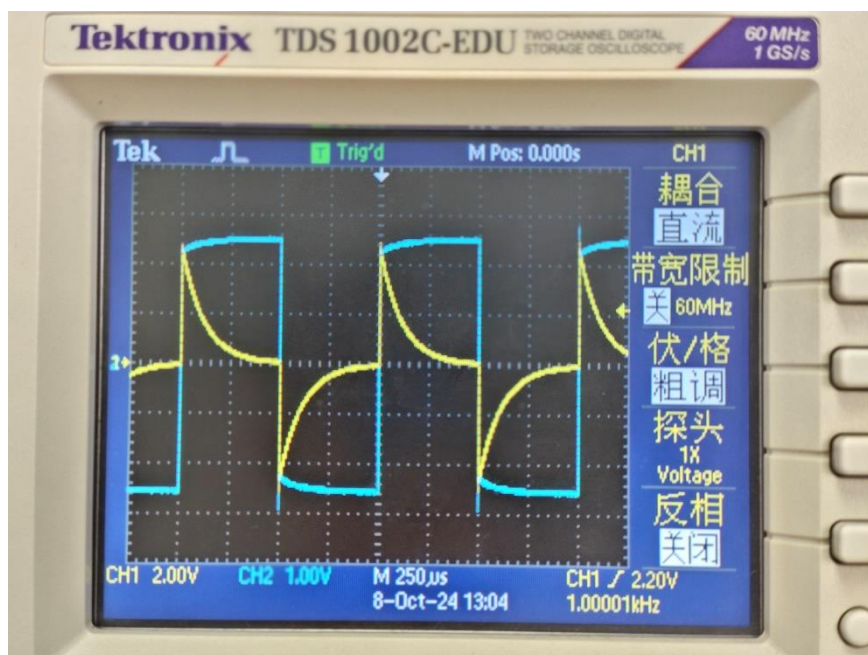 Tektronix TDS 1002C-EDU TWO CHANNEL DIGITAL STORAGE OSCILLOSCOPE 60 MHz 1 GS/s
Tek T Trig'd M Pos: 0.000s CH1
耦合
直流
带宽限制
关 60MHz
伏/格
粗调
探头
1X
Voltage
反相
关闭
CH1 2.00V CH2 1.00V M 250µs CH1 2.20V
8-Oct-24 13:04 1.00001kHz